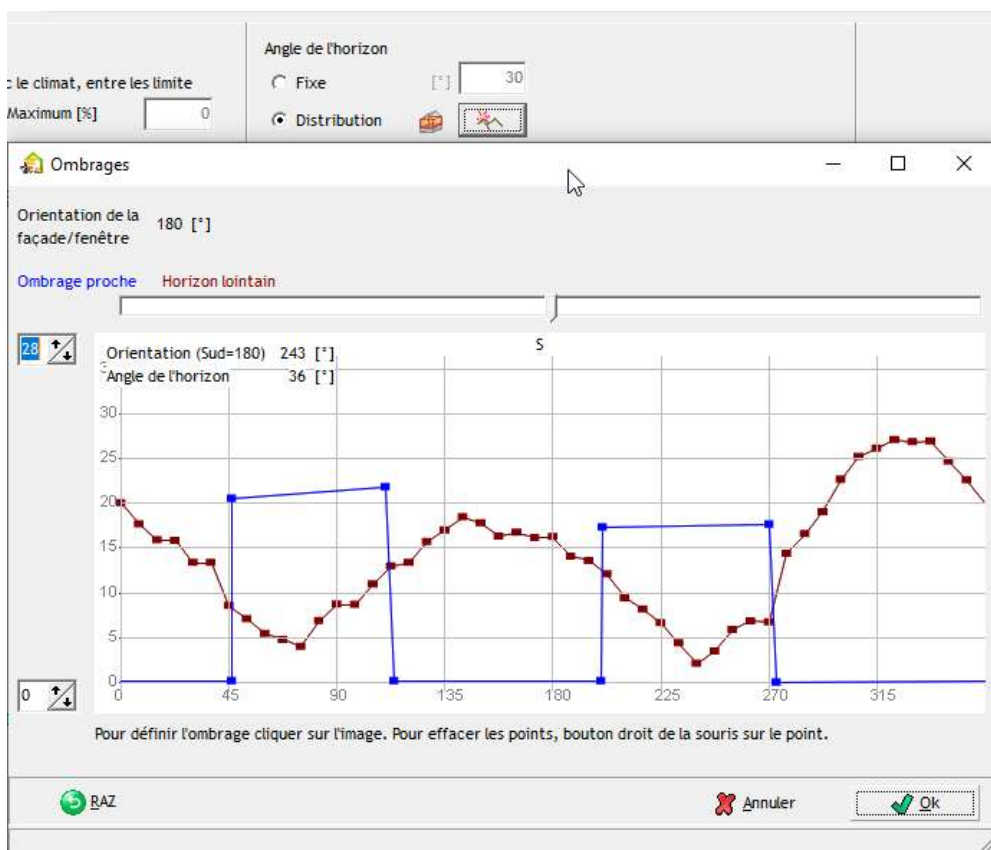 Angle de l'horizon
c le climat, entre les limite
Fixe [°] 30
Maximum [%] 0
Distribution
Ombrages
Orientation de la
façade/fenêtre
180 [°]
Ombrage proche Horizon lointain
28
S
Orientation (Sud=180) 243 [°]
Angle de l'horizon 36 [°]
30
25
20
15
10
5
0
0
0 45 90 135 180 225 270 315
Pour définir l'ombrage cliquer sur l'image. Pour effacer les points, bouton droit de la souris sur le point.
RAZ
Annuler
Ok